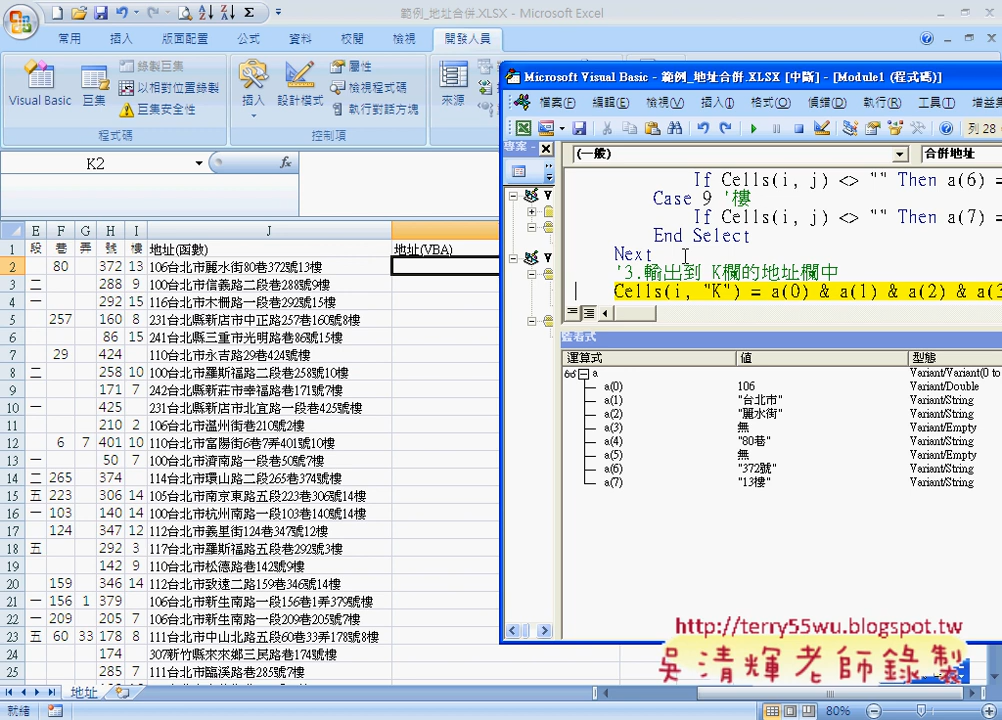 範例_地址合併.XLSX - Microsoft Excel
常用 插入 版面配置 公式 資料 校閱 檢視 開發人員
Visual Basic 巨集 錄製巨集 以相對位置錄製 巨集安全性
插入 設計模式 屬性 檢視程式碼 執行對話方塊 來源
程式碼 控制項
K2 fx
E F G H I J
1 段 巷 弄 號 樓 地址(函數) 地址(VBA)
2 80 372 13 106台北市麗水街80巷372號13樓
3 二 288 9 100台北市信義路二段巷288號9樓
4 一 292 15 116台北市木柵路一段巷292號15樓
5 257 160 8 231台北縣新店市中正路257巷160號8樓
6 86 15 241台北縣三重市光明路巷86號15樓
7 29 424 110台北市永吉路29巷424號樓
8 二 258 10 100台北市羅斯福路二段巷258號10樓
9 171 7 242台北縣新莊市幸福路巷171號7樓
10 一 425 231台北縣新店市北宜路一段巷425號樓
11 210 2 106台北市溫州街巷210號2樓
12 6 7 401 10 110台北市富陽街6巷7弄401號10樓
13 一 50 7 100台北市濟南路一段巷50號7樓
14 二 265 374 114台北市環山路二段265巷374號樓
15 五 223 306 14 105台北市南京東路五段223巷306號14樓
16 一 103 140 14 100台北市杭州南路一段103巷140號14樓
17 124 347 12 112台北市義里街124巷347號12樓
18 五 292 3 117台北市羅斯福路五段巷292號3樓
19 142 9 110台北市松德路巷142號9樓
20 159 346 14 112台北市致遠二路159巷346號14樓
21 一 156 1 379 106台北市新生南路一段156巷1弄379號樓
22 一 209 205 7 106台北市新生南路一段209巷205號7樓
23 五 60 33 178 8 111台北市中山北路五段60巷33弄178號8樓
24 174 307新竹縣來來鄉三民路巷174號樓
25 285 7 111台北市臨溪路巷285號7樓
地址
就緒 80%
Microsoft Visual Basic - 範例_地址合併.XLSX [中斷] - [Module1 (程式碼)]
檔案(F) 編輯(E) 檢視(V) 插入(I) 格式(O) 偵錯(D) 執行(R) 工具(T) 增益集
列 28
專案 -
(一般) 合併地址
If Cells(i, j) <> "" Then a(6) =
Case 9 '樓
If Cells(i, j) <> "" Then a(7) =
End Select
Next
'3.輸出到 K欄的地址欄中
Cells(i, "K") = a(0) & a(1) & a(2) & a(3
監看式
運算式 值 型態
a Variant/Variant(0 to
a(0) 106 Variant/Double
a(1) "台北市" Variant/String
a(2) "麗水街" Variant/String
a(3) 無 Variant/Empty
a(4) "80巷" Variant/String
a(5) 無 Variant/Empty
a(6) "372號" Variant/String
a(7) "13樓" Variant/String
http://terry55wu.blogspot.tw
吳清輝老師錄製